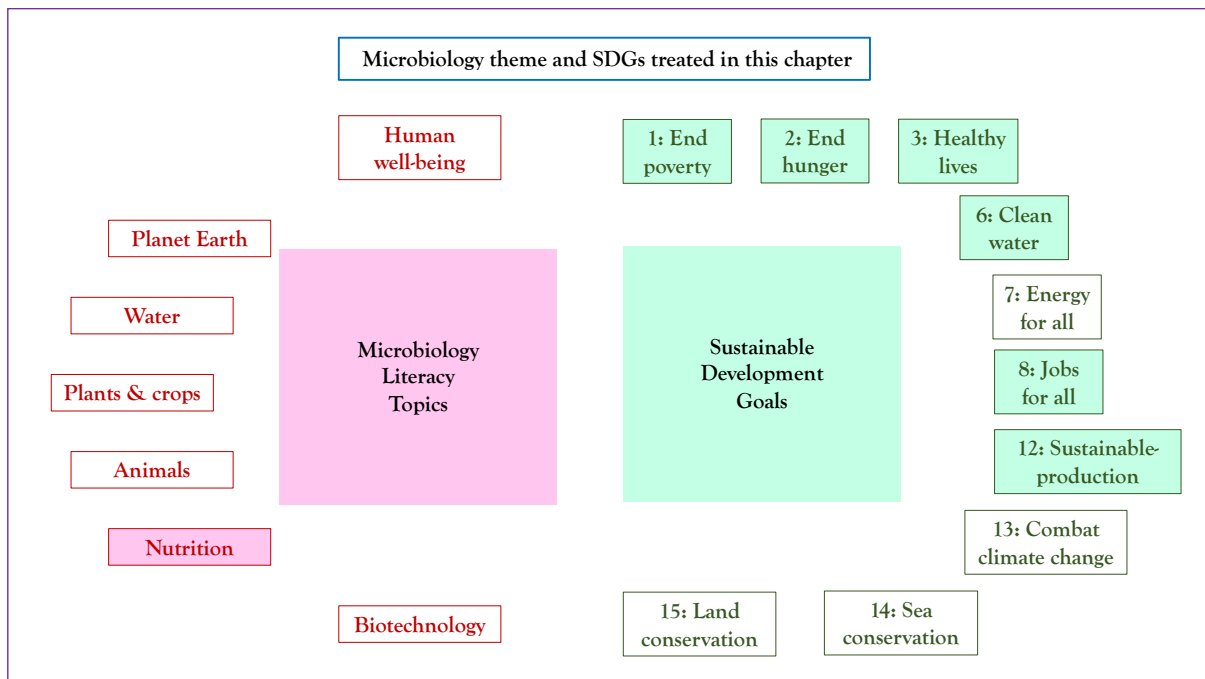 Microbiology theme and SDGs treated in this chapter
Human
well-being
1: End
poverty
2: End
hunger
3: Healthy
lives
Planet Earth
6: Clean
water
Water
7: Energy
for all
Microbiology
Literacy
Topics
Sustainable
Development
Goals
Plants & crops
8: Jobs
for all
Animals
12: Sustainable-
production
Nutrition
13: Combat
climate change
Biotechnology
15: Land
conservation
14: Sea
conservation